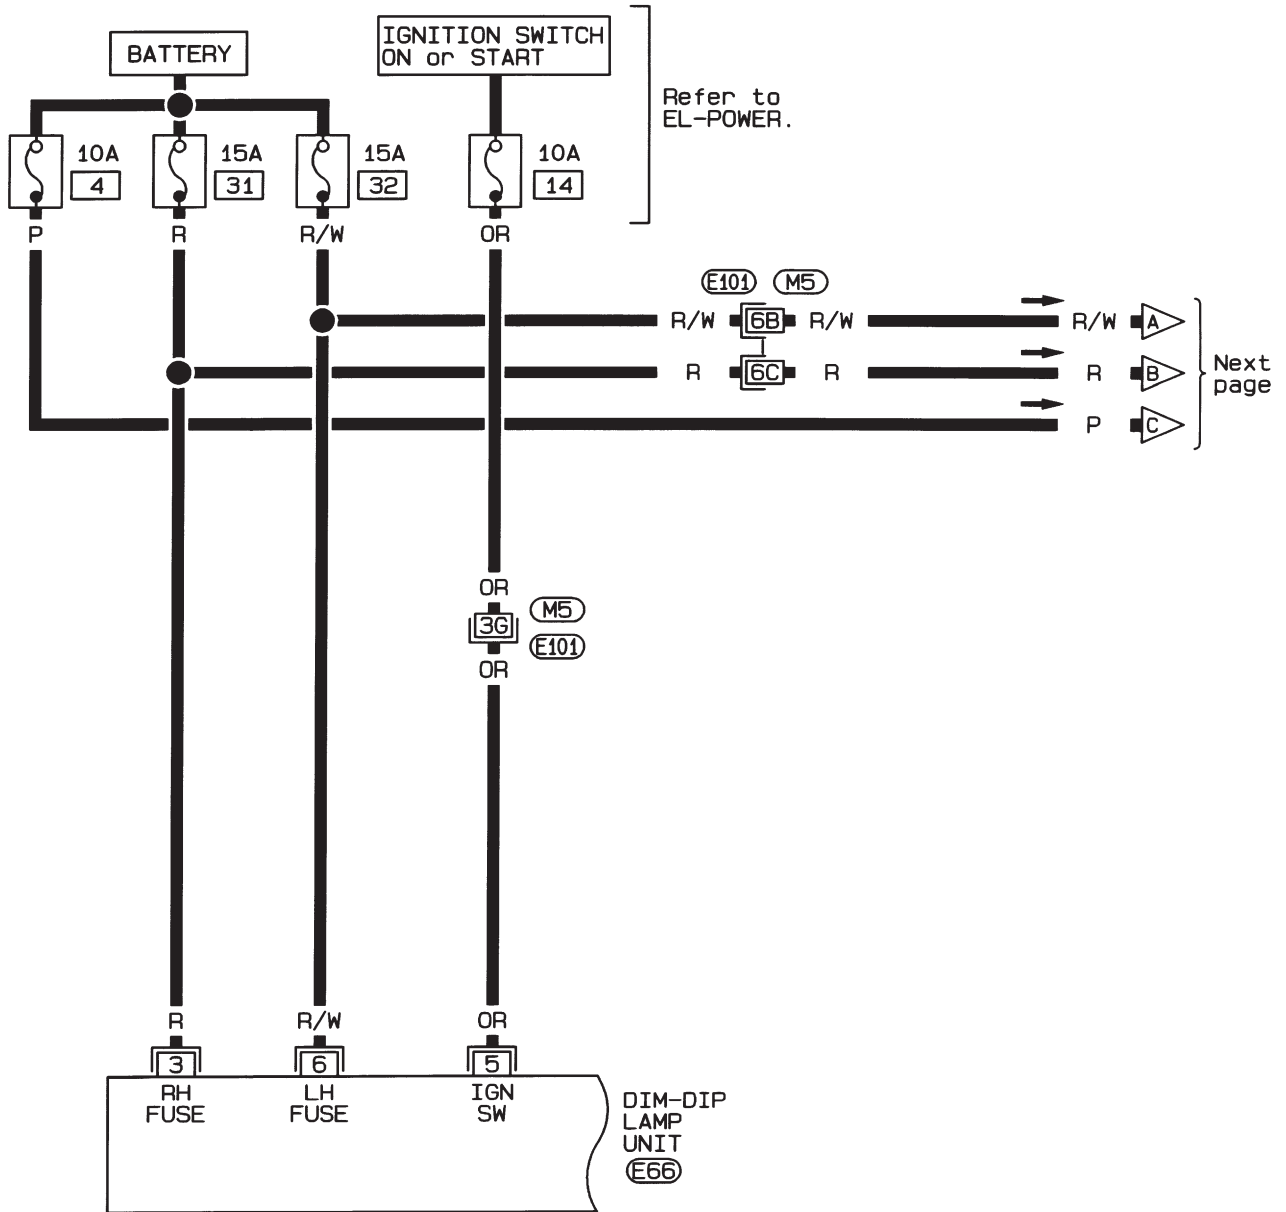 BATTERY
IGNITION SWITCH
ON or START
Refer to
EL-POWER.
10A
4
15A
31
15A
32
10A
14
P
R
R/W
OR
E101
M5
R/W
6B
R/W
R/W
A
R
6C
R
R
B
P
C
Next
page
OR
M5
3G
E101
OR
R
R/W
OR
3
6
5
RH
FUSE
LH
FUSE
IGN
SW
DIM-DIP
LAMP
UNIT
E66